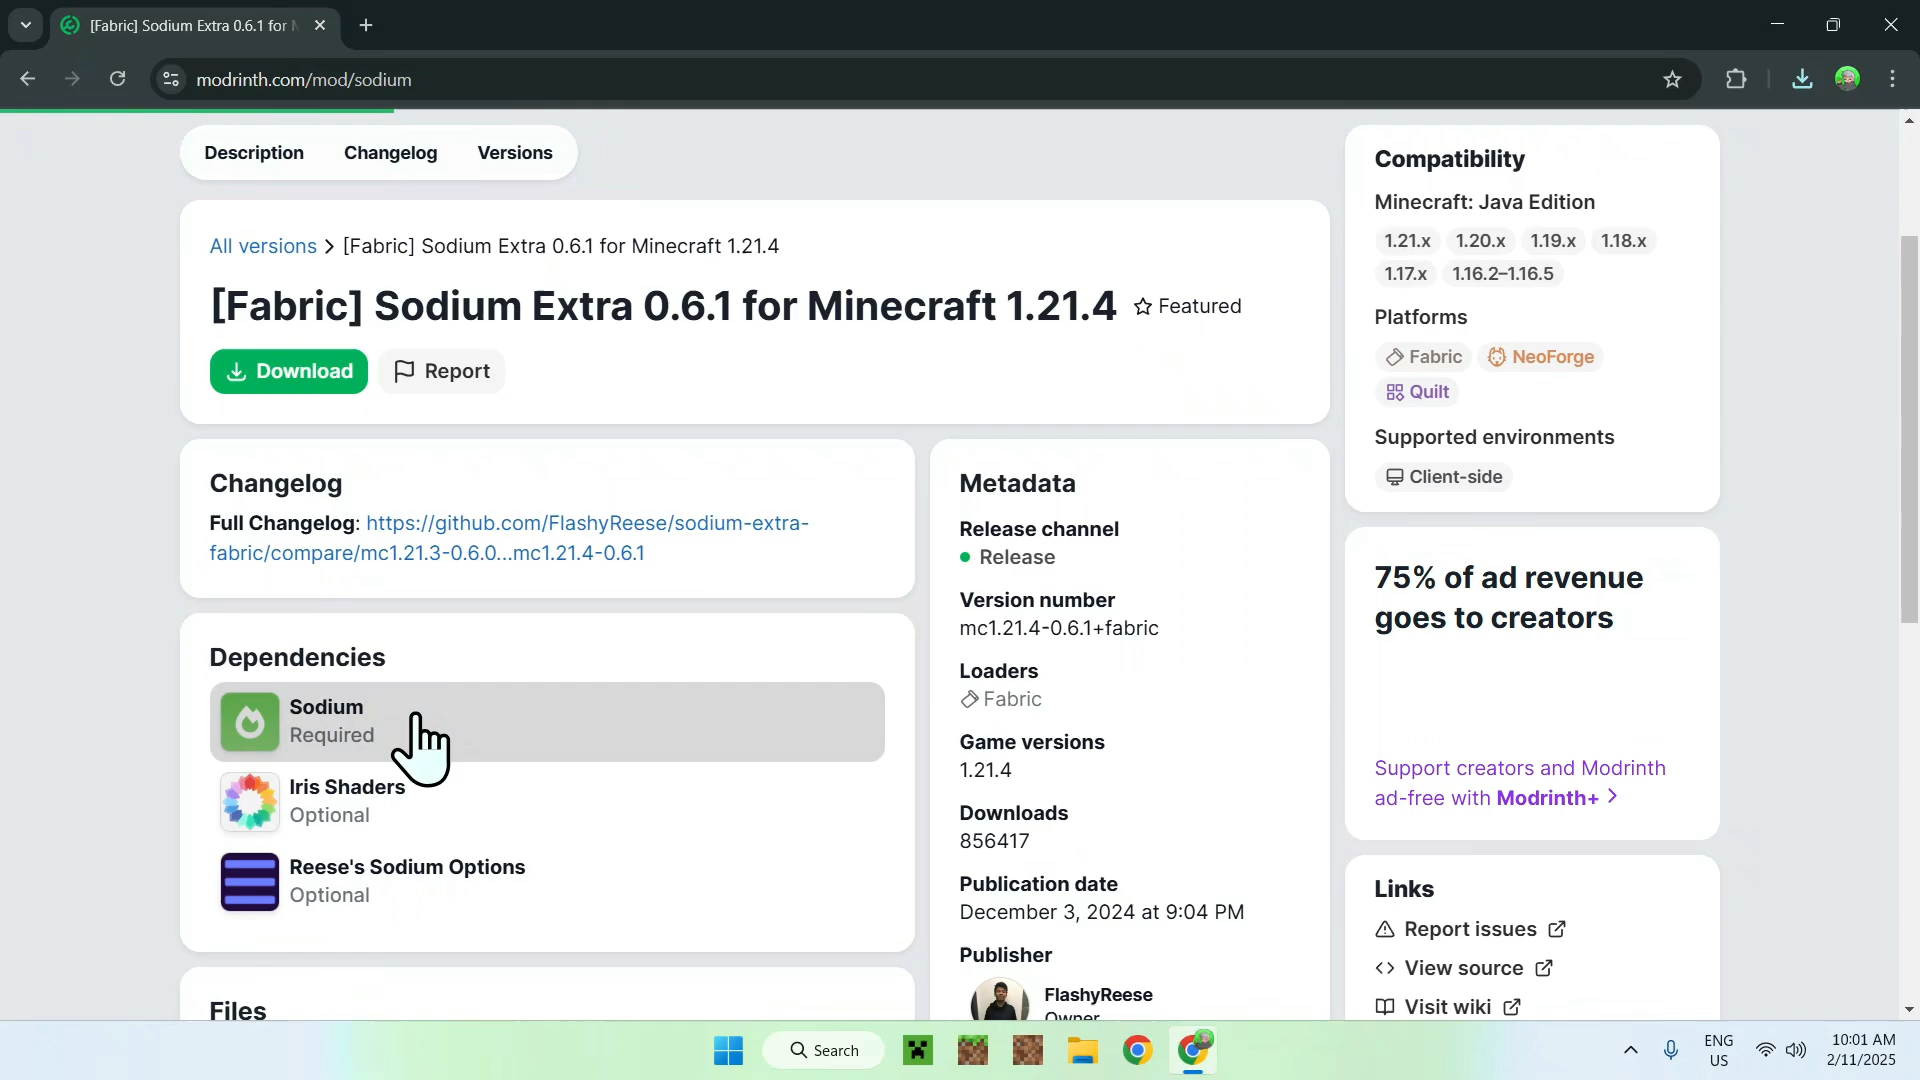 [Fabric] Sodium Extra 0.6.1 for
modrinth.com/mod/sodium
Description Changelog Versions
All versions > [Fabric] Sodium Extra 0.6.1 for Minecraft 1.21.4
[Fabric] Sodium Extra 0.6.1 for Minecraft 1.21.4 Featured
Download Report
Changelog
Full Changelog: https://github.com/FlashyReese/sodium-extra-
fabric/compare/mc1.21.3-0.6.0...mc1.21.4-0.6.1
Dependencies
Sodium
Required
Iris Shaders
Optional
Reese's Sodium Options
Optional
Files
Metadata
Release channel
Release
Version number
mc1.21.4-0.6.1+fabric
Loaders
Fabric
Game versions
1.21.4
Downloads
856417
Publication date
December 3, 2024 at 9:04 PM
Publisher
FlashyReese
Owner
Compatibility
Minecraft: Java Edition
1.21.x 1.20.x 1.19.x 1.18.x
1.17.x 1.16.2–1.16.5
Platforms
Fabric NeoForge
Quilt
Supported environments
Client-side
75% of ad revenue
goes to creators
Support creators and Modrinth
ad-free with Modrinth+ >
Links
Report issues
View source
Visit wiki
Search
ENG
US
10:01 AM
2/11/2025